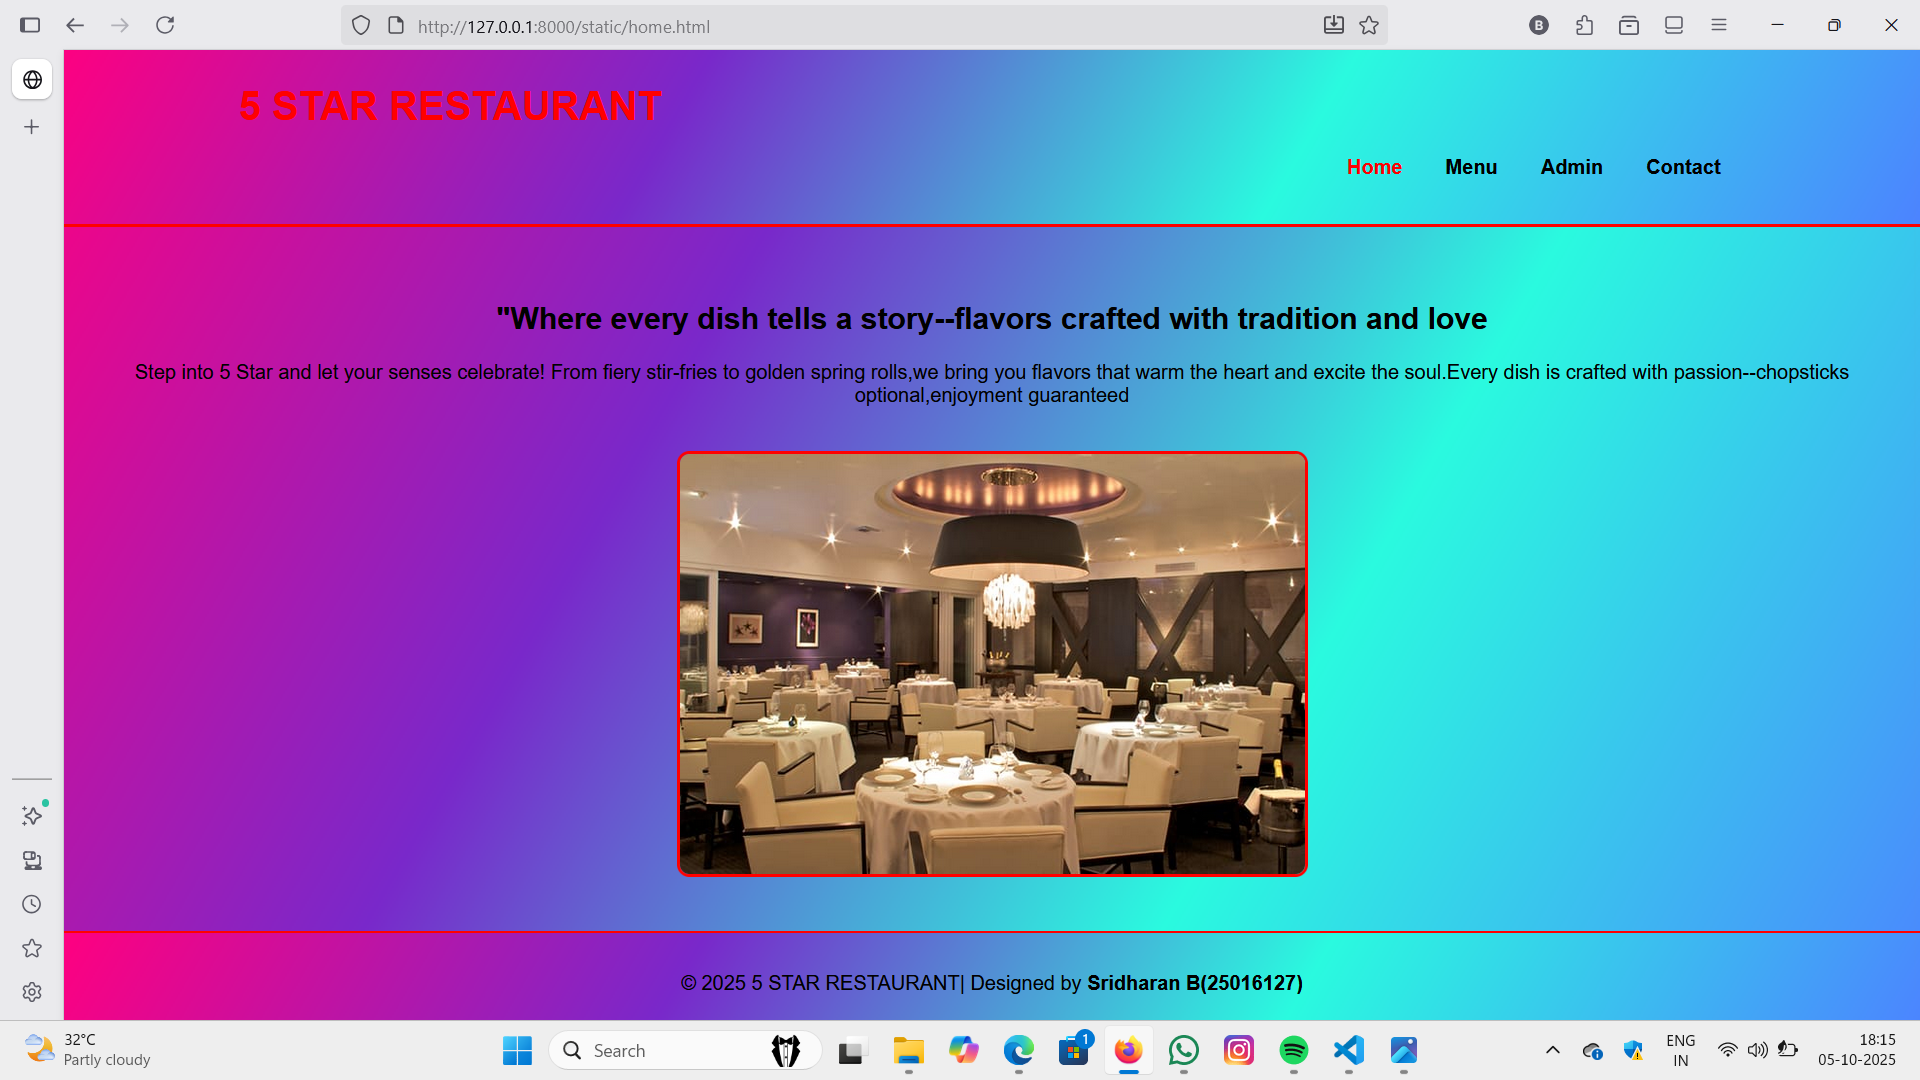 http://127.0.0.1:8000/static/home.html
B
5 STAR RESTAURANT
Home Menu Admin Contact
"Where every dish tells a story--flavors crafted with tradition and love
Step into 5 Star and let your senses celebrate! From fiery stir-fries to golden spring rolls,we bring you flavors that warm the heart and excite the soul.Every dish is crafted with passion--chopsticks
optional,enjoyment guaranteed
© 2025 5 STAR RESTAURANT| Designed by Sridharan B(25016127)
32°C
Partly cloudy
Search
1
ENG
IN
18:15
05-10-2025